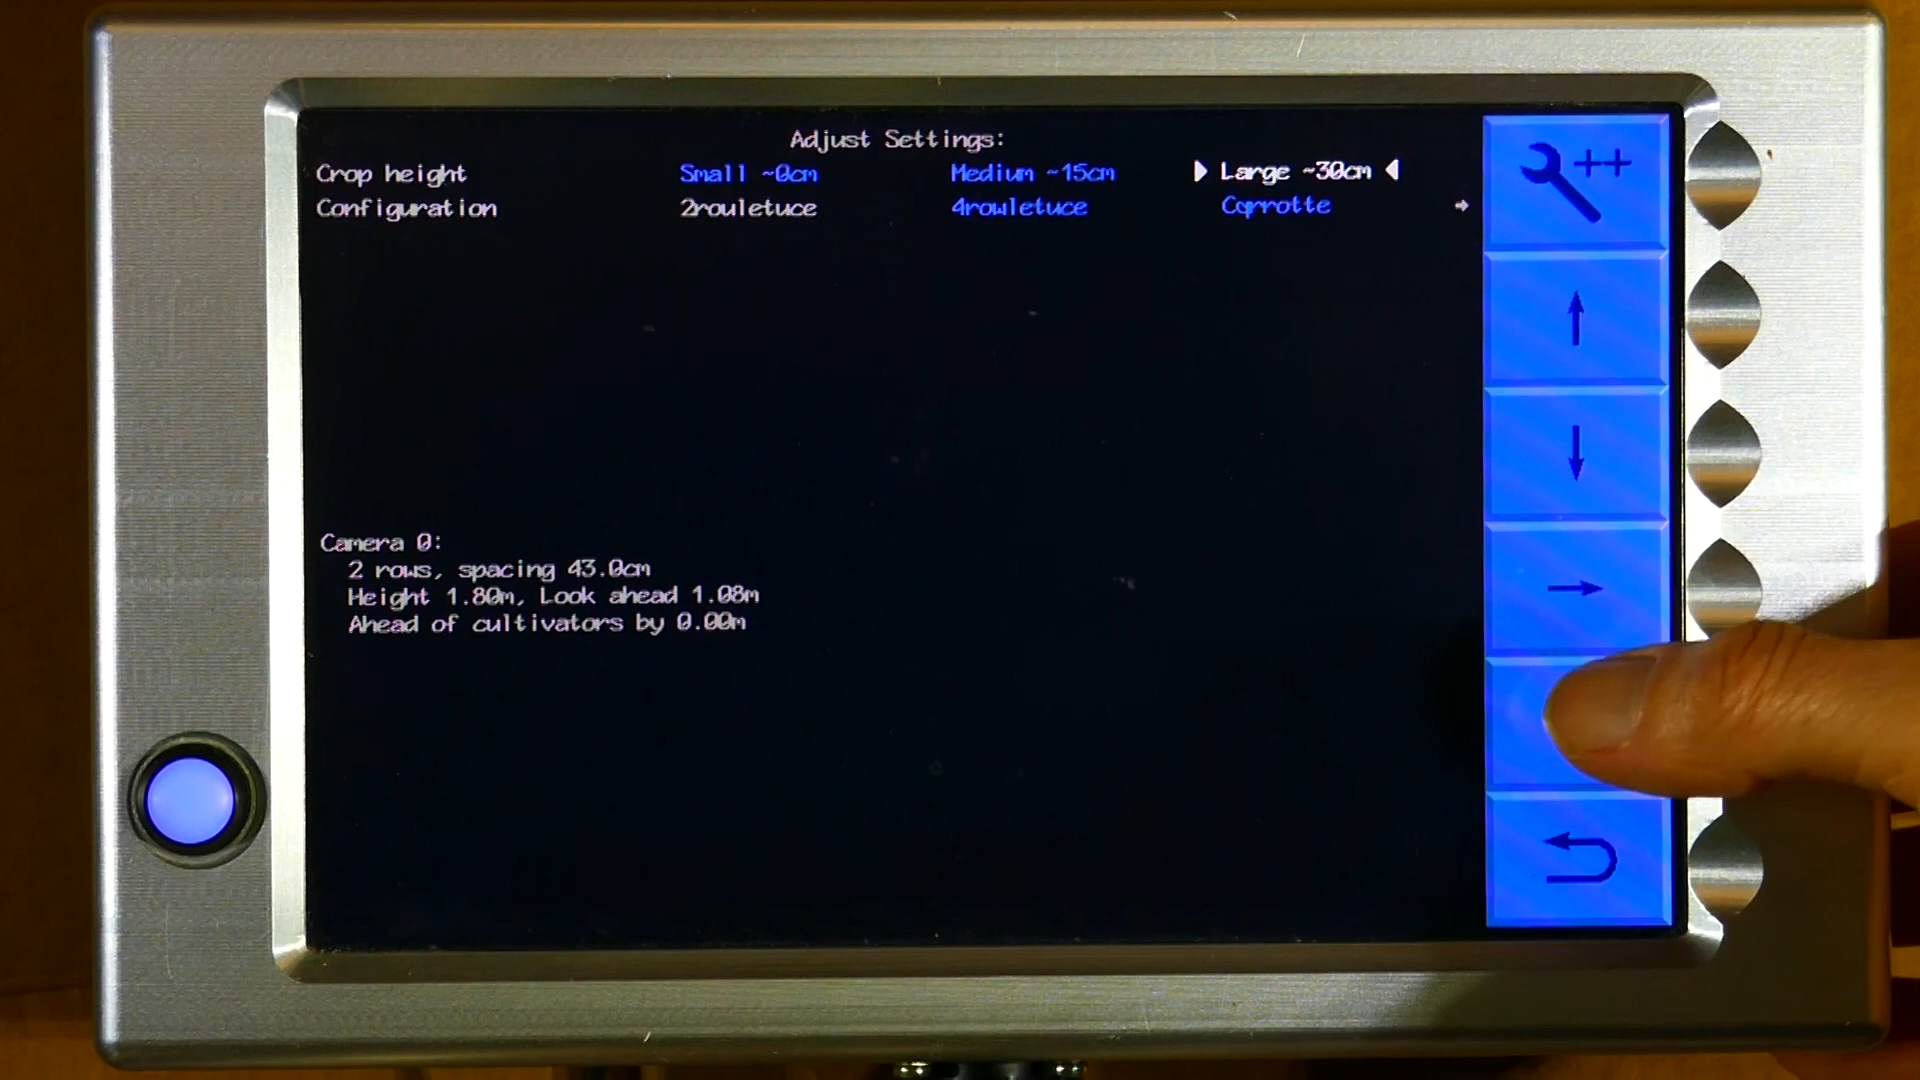 Adjust Settings:
Crop height Small ~0cm Medium ~15cm Large ~30cm
Configuration 2rouletuce 4rowletuce Cqrrotte
Camera 0:
2 rows, spacing 43.0cm
Height 1.80m, Look ahead 1.08m
Ahead of cultivators by 0.00m
++